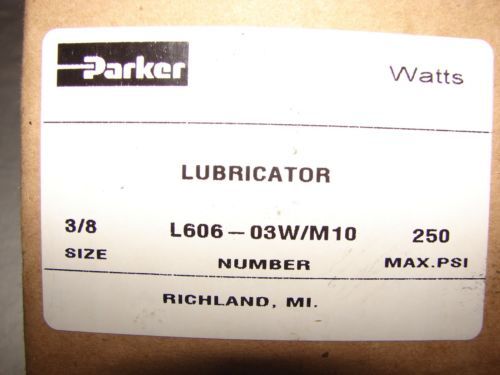 Parker Watts
LUBRICATOR
3/8 L606-03W/M10 250
SIZE NUMBER MAX.PSI
RICHLAND, MI.